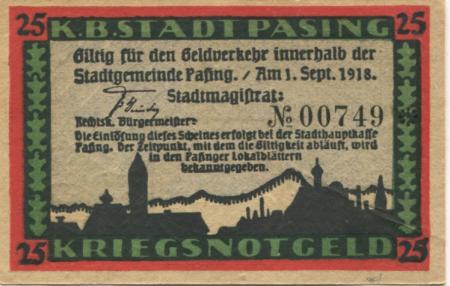 25 K.B. STADT PASING 25
Giltig für den Geldverkehr innerhalb der
Stadtgemeinde Pasing. / Am 1. Sept. 1918.
Stadtmagistrat:
Rechtsk. Bürgermeister:
№ 00749
Die Einlösung dieses Scheines erfolgt bei der Stadthauptkasse
Pasing. Der Zeitpunkt, mit dem die Giltigkeit abläuft, wird
in den Pasinger Lokalblättern
bekanntgegeben.
25 KRIEGSNOTGELD 25